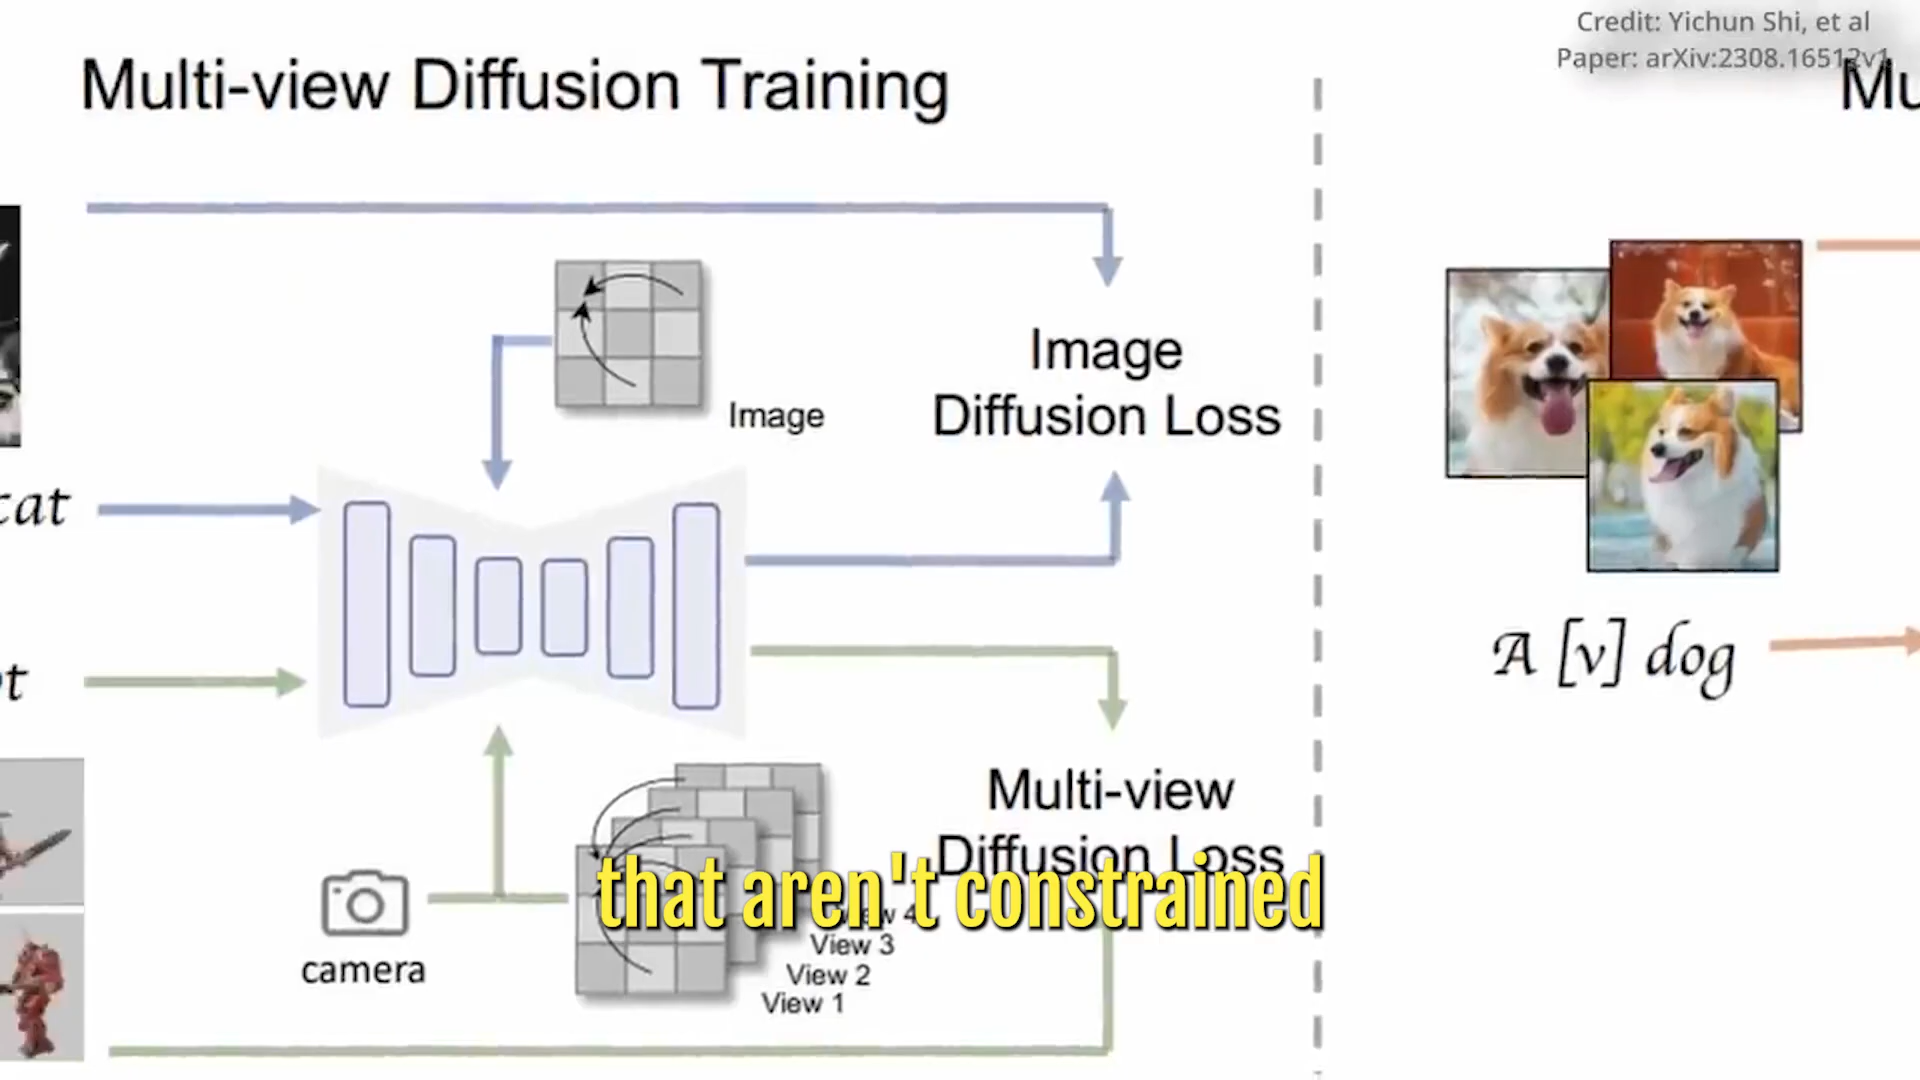 Credit: Yichun Shi, et al
Paper: arXiv:2308.16512v1
Multi-view Diffusion Training
Image
Image
Diffusion Loss
cat
A [v] dog
Multi-view
Diffusion Loss
that aren't constrained
View 3
View 2
View 1
camera